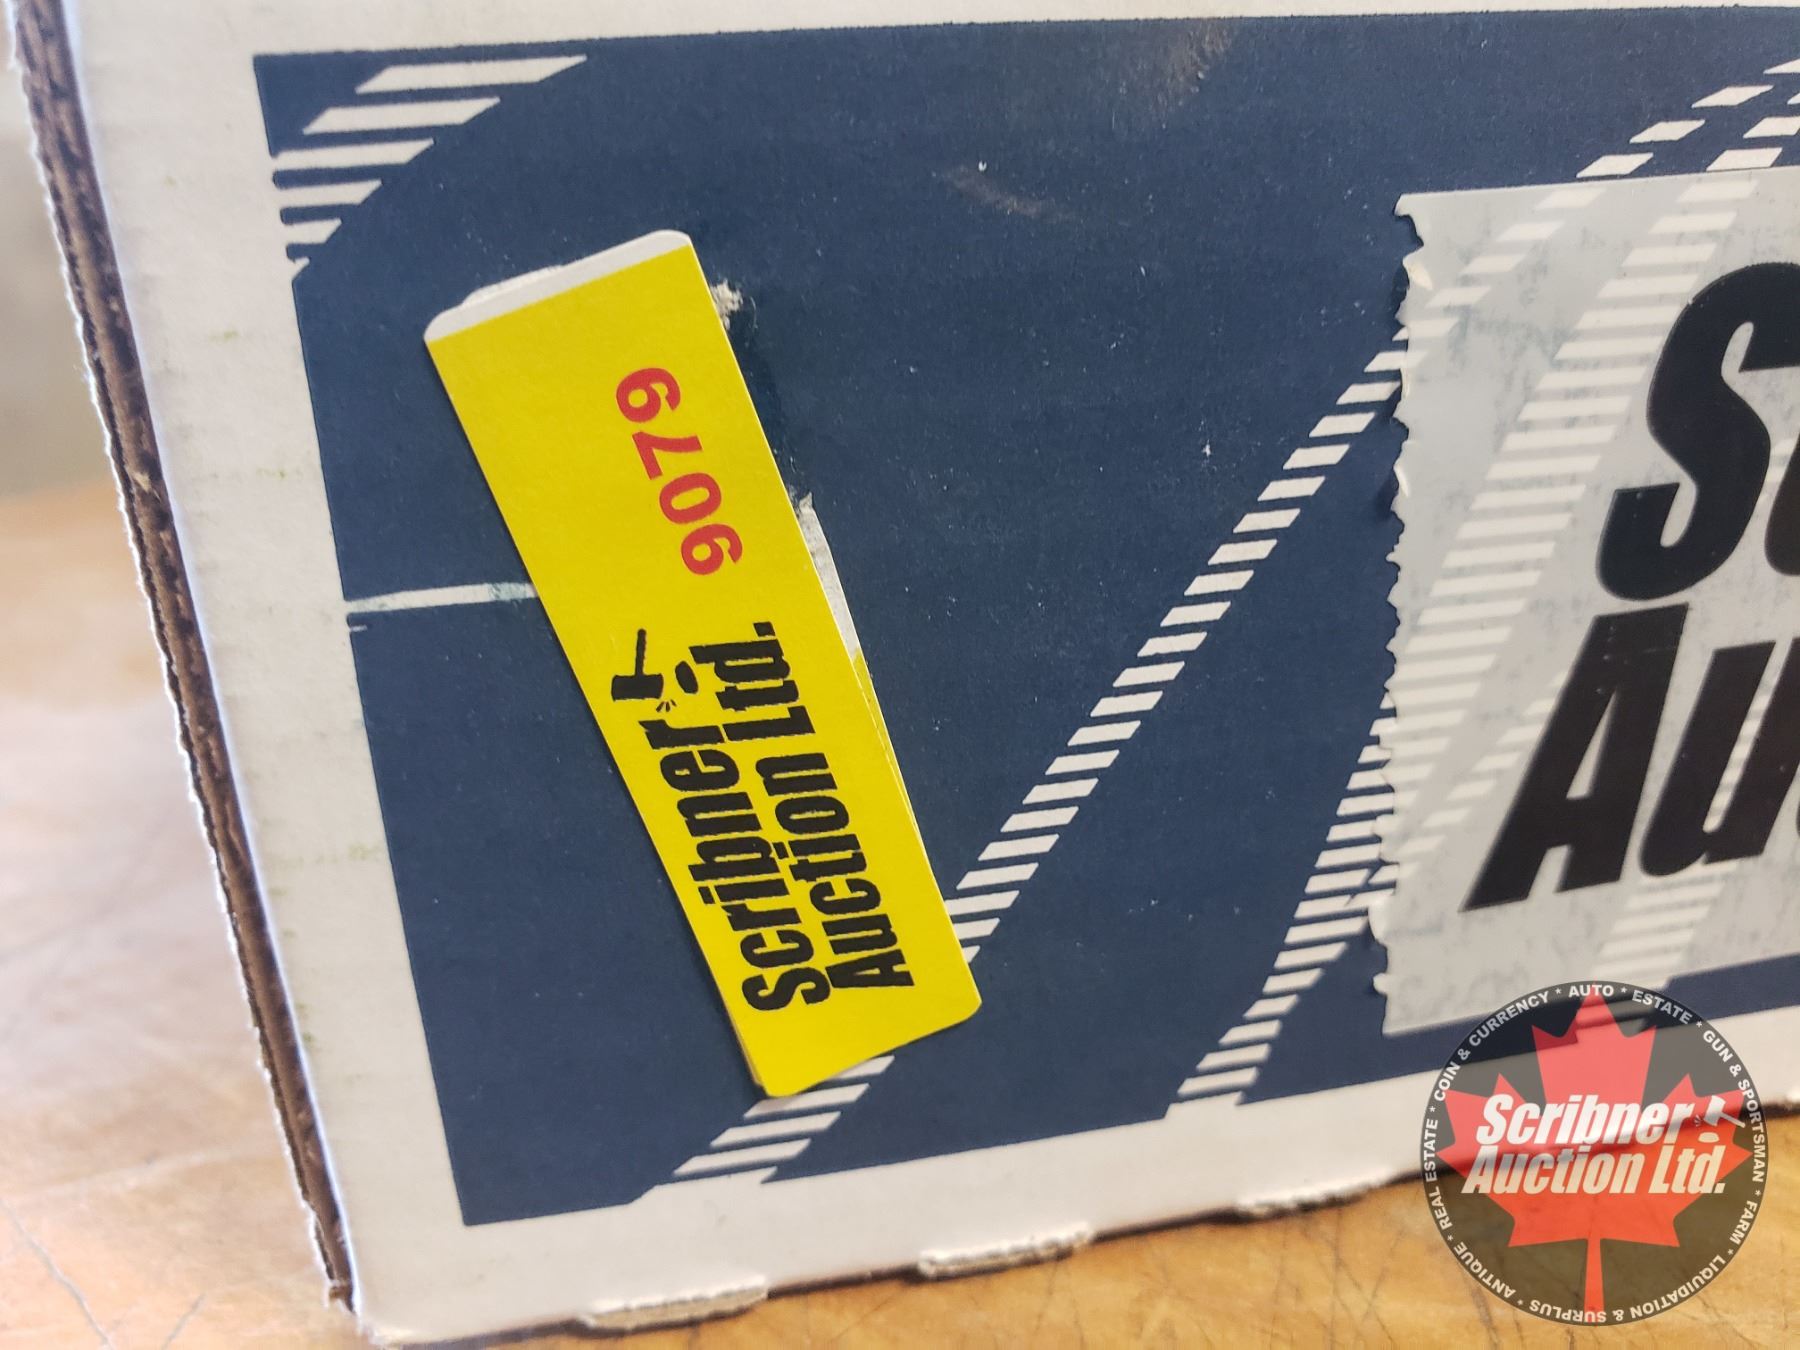 Scribner
Auction Ltd. 9079
S
Au
Scribner
Auction Ltd.
REAL ESTATE * COIN & CURRENCY * AUTO * ESTATE * GUN & SPORTSMAN * FARM * LIQUIDATION & SURPLUS * ANTIQUE *